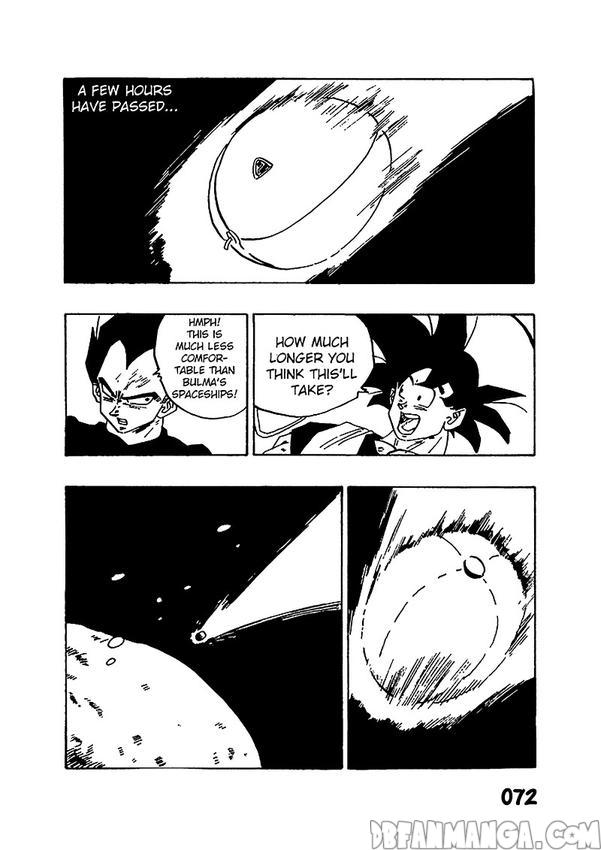 A FEW HOURS
HAVE PASSED...
HMPH!
THIS IS
MUCH LESS
COMFOR-
TABLE THAN
BULMA'S
SPACESHIPS!
HOW MUCH
LONGER YOU
THINK THIS'LL
TAKE?
072
DBFANMANGA.COM